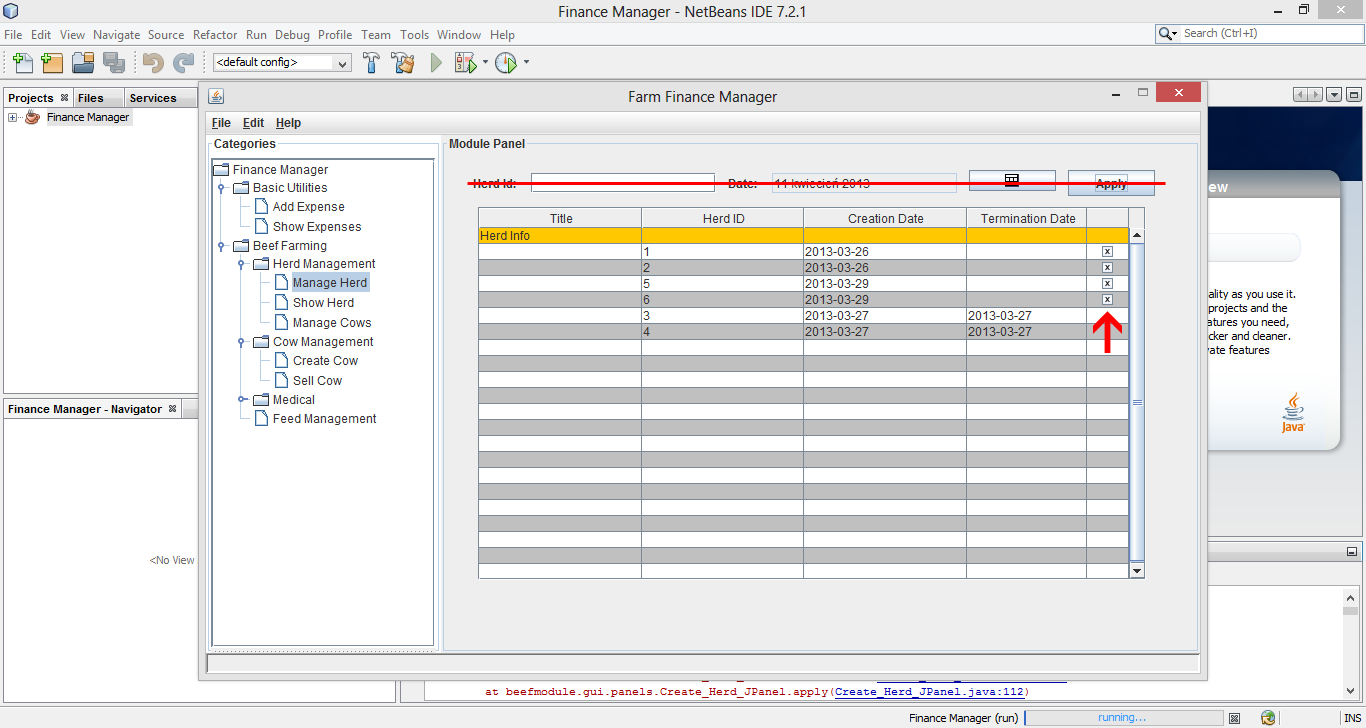 Finance Manager - NetBeans IDE 7.2.1
File Edit View Navigate Source Refactor Run Debug Profile Team Tools Window Help
Search (Ctrl+I)
<default config>
Projects Files Services
Finance Manager
Farm Finance Manager
File Edit Help
Categories
Finance Manager
Basic Utilities
Add Expense
Show Expenses
Beef Farming
Herd Management
Manage Herd
Show Herd
Manage Cows
Cow Management
Create Cow
Sell Cow
Medical
Feed Management
Module Panel
Herd Id: Date: 11 kwiecień 2013 Apply
Title Herd ID Creation Date Termination Date
Herd Info
1 2013-03-26 x
2 2013-03-26 x
5 2013-03-29 x
6 2013-03-29 x
3 2013-03-27 2013-03-27
4 2013-03-27 2013-03-27
Finance Manager - Navigator
<No View
ew
ality as you use it.
projects and the
atures you need,
cker and cleaner.
vate features
Java
at beefmodule.gui.panels.Create_Herd_JPanel.apply(Create_Herd_JPanel.java:112)
Finance Manager (run) running... INS